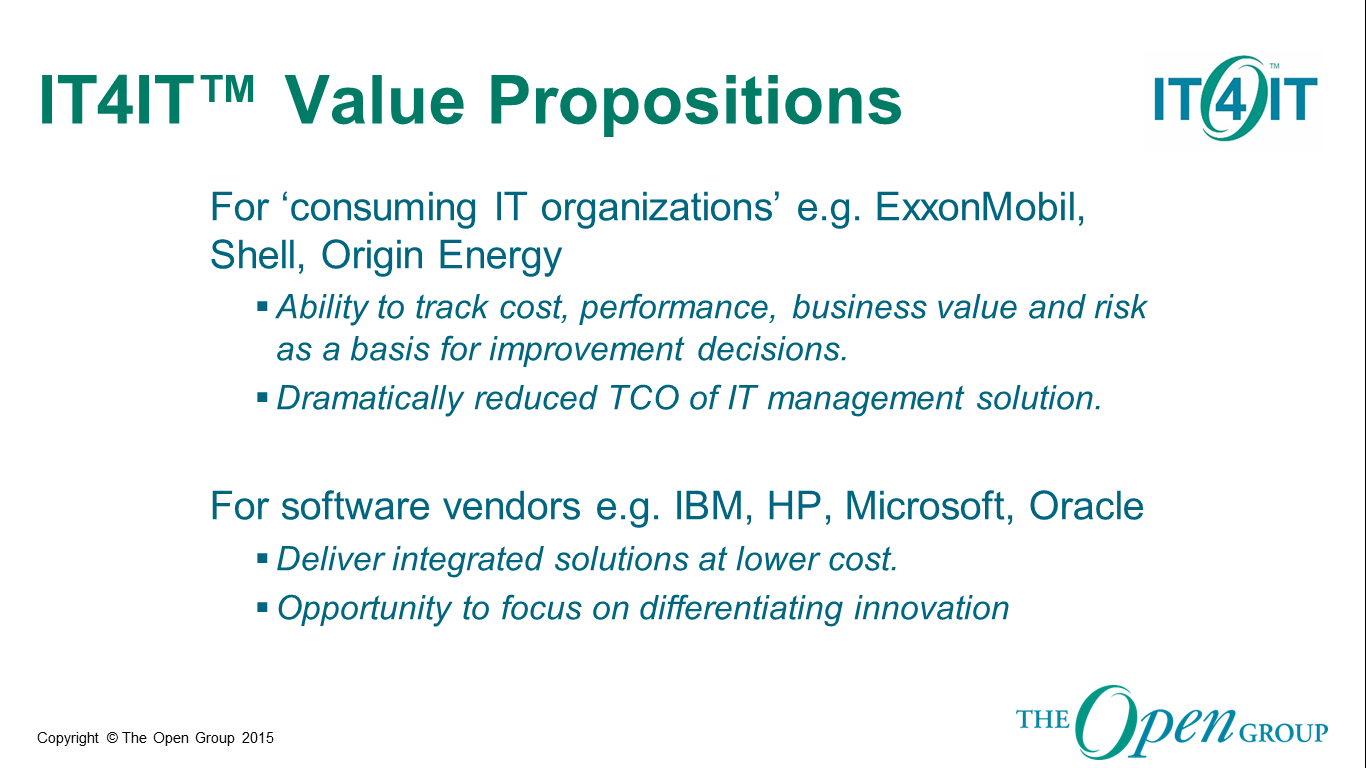 IT4IT™ Value Propositions
IT4IT™
For ‘consuming IT organizations’ e.g. ExxonMobil,
Shell, Origin Energy
▪ Ability to track cost, performance, business value and risk
as a basis for improvement decisions.
▪ Dramatically reduced TCO of IT management solution.
For software vendors e.g. IBM, HP, Microsoft, Oracle
▪ Deliver integrated solutions at lower cost.
▪ Opportunity to focus on differentiating innovation
Copyright © The Open Group 2015
THE Open GROUP